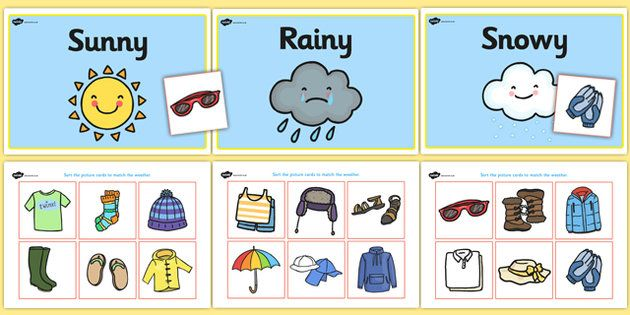 Sunny
Rainy
Snowy
Sort the picture cards to match the weather.
Sort the picture cards to match the weather.
Sort the picture cards to match the weather.